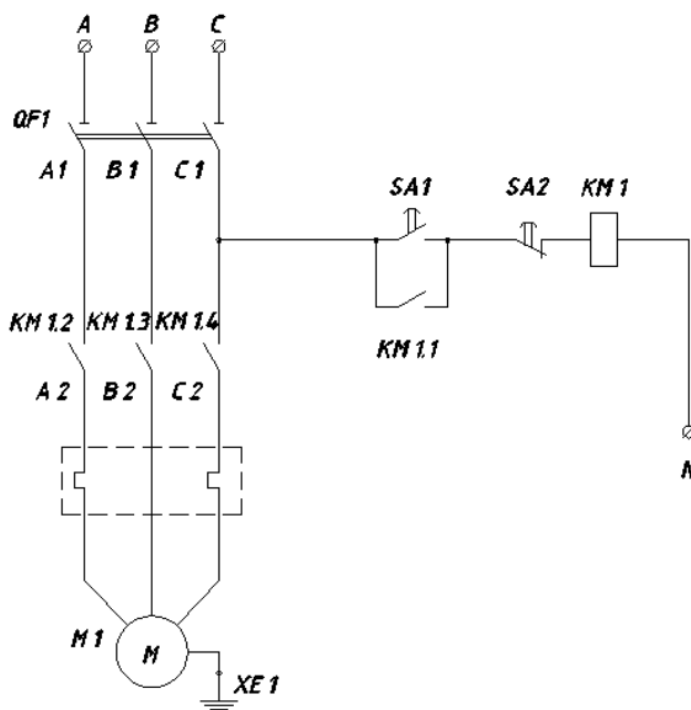 A B C
QF1
A1 B1 C1
SA1 SA2 KM1
KM1.2 KM1.3 KM1.4
KM1.1
A2 B2 C2
N
M1 M
XE1